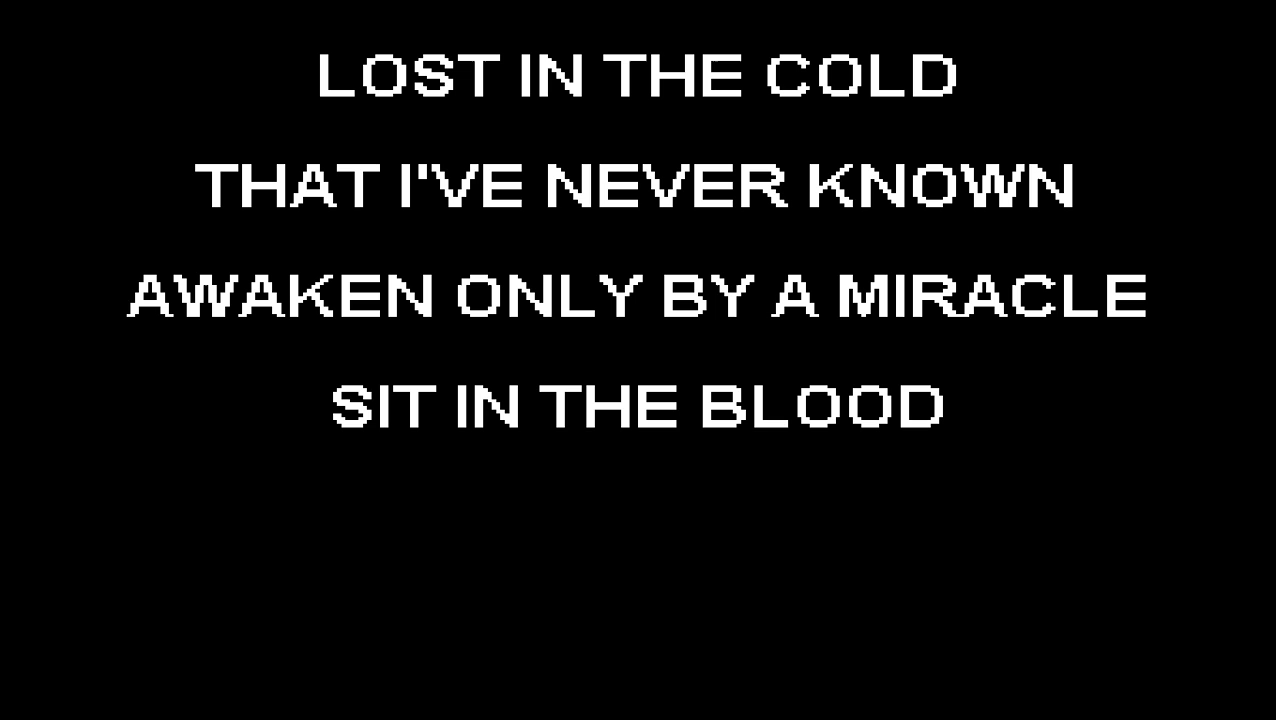 LOST IN THE COLD
THAT I'VE NEVER KNOWN
AWAKEN ONLY BY A MIRACLE
SIT IN THE BLOOD